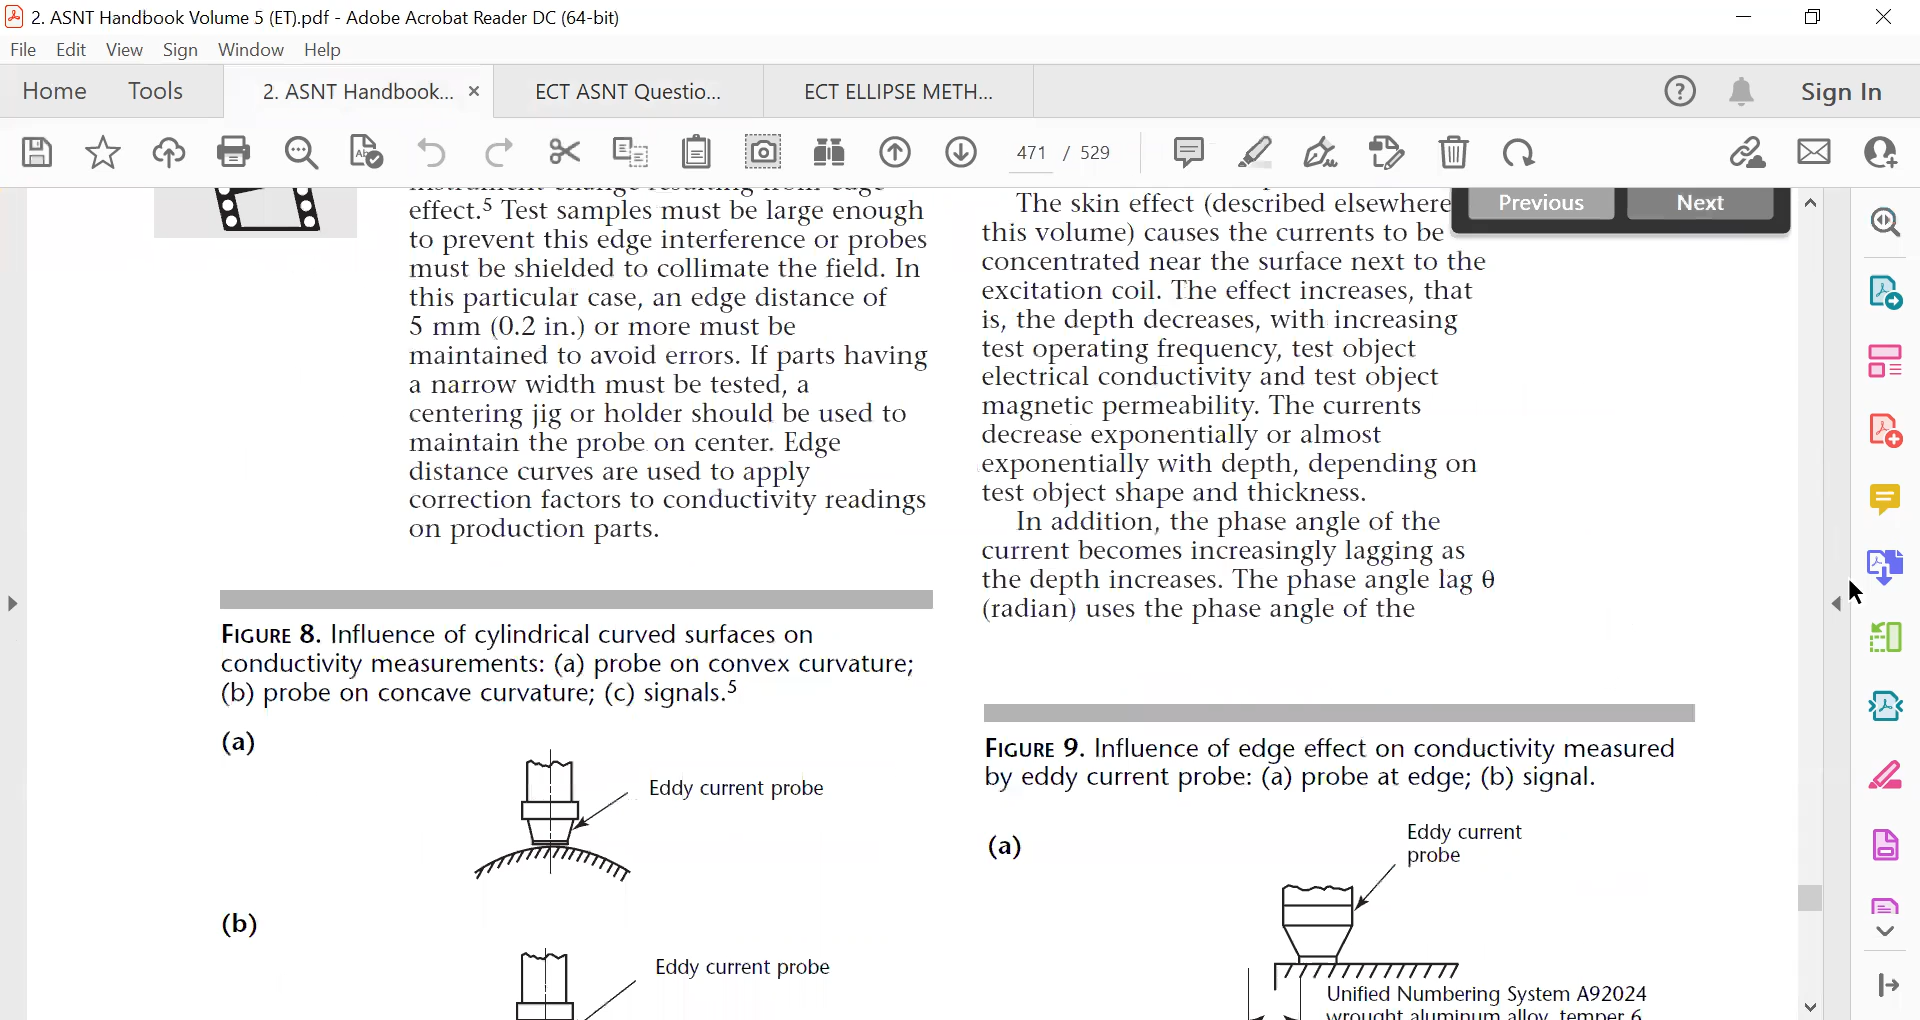 2. ASNT Handbook Volume 5 (ET).pdf - Adobe Acrobat Reader DC (64-bit)
File Edit View Sign Window Help
Home Tools 2. ASNT Handbook... × ECT ASNT Questio... ECT ELLIPSE METH... Sign In
471 / 529
Previous Next
instrument change resulting from edge
effect.⁵ Test samples must be large enough
to prevent this edge interference or probes
must be shielded to collimate the field. In
this particular case, an edge distance of
5 mm (0.2 in.) or more must be
maintained to avoid errors. If parts having
a narrow width must be tested, a
centering jig or holder should be used to
maintain the probe on center. Edge
distance curves are used to apply
correction factors to conductivity readings
on production parts.
FIGURE 8. Influence of cylindrical curved surfaces on
conductivity measurements: (a) probe on convex curvature;
(b) probe on concave curvature; (c) signals.⁵
(a)
Eddy current probe
(b)
Eddy current probe
The skin effect (described elsewhere
this volume) causes the currents to be
concentrated near the surface next to the
excitation coil. The effect increases, that
is, the depth decreases, with increasing
test operating frequency, test object
electrical conductivity and test object
magnetic permeability. The currents
decrease exponentially or almost
exponentially with depth, depending on
test object shape and thickness.
In addition, the phase angle of the
current becomes increasingly lagging as
the depth increases. The phase angle lag θ
(radian) uses the phase angle of the
FIGURE 9. Influence of edge effect on conductivity measured
by eddy current probe: (a) probe at edge; (b) signal.
(a)
Eddy current
probe
Unified Numbering System A92024
wrought aluminum alloy, temper 6